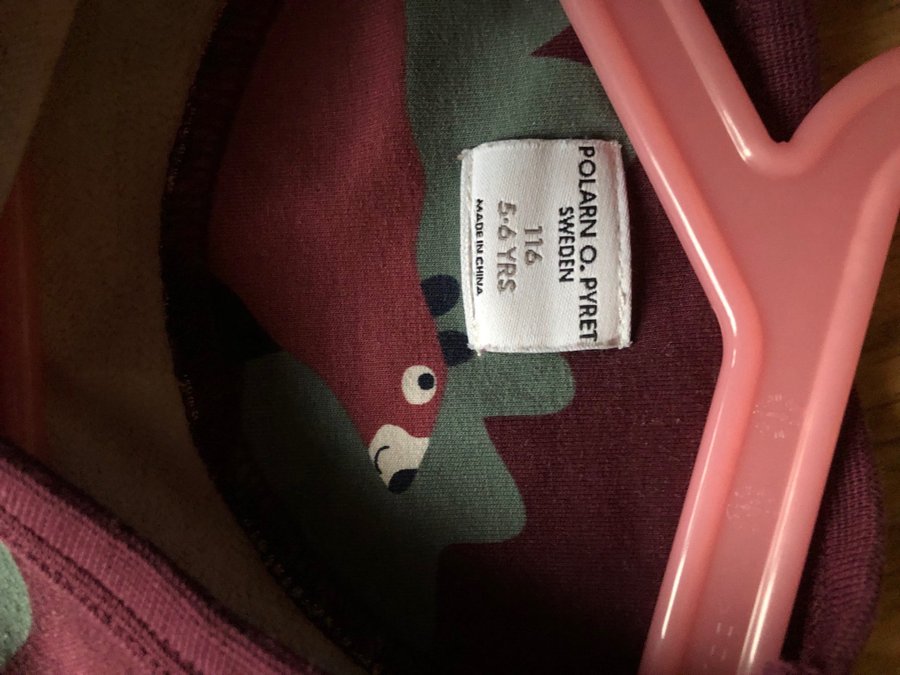 POLARN O. PYRET
SWEDEN
116
5-6 YRS
MADE IN CHINA